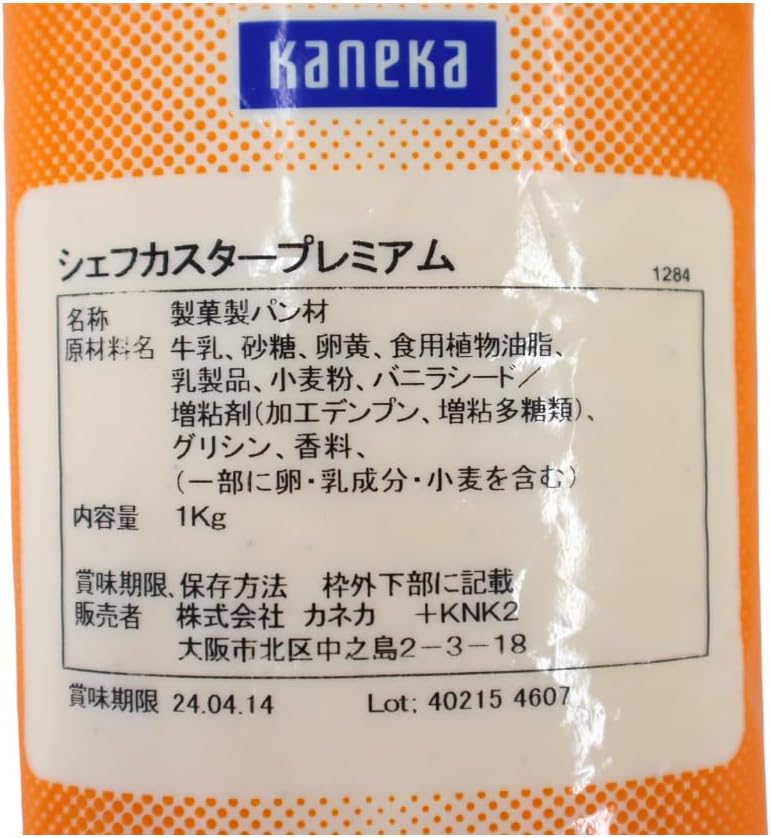 kaneka
シェフカスタープレミアム
1284
名称 製菓製パン材
原材料名 牛乳、砂糖、卵黄、食用植物油脂、
乳製品、小麦粉、バニラシード／
増粘剤(加工デンプン、増粘多糖類)、
グリシン、香料、
(一部に卵・乳成分・小麦を含む)
内容量 1Kg
賞味期限、保存方法 枠外下部に記載
販売者 株式会社 カネカ +KNK2
大阪市北区中之島2-3-18
賞味期限 24.04.14 Lot; 40215 4607